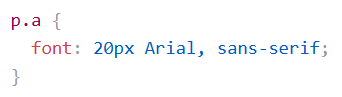 p.a {
  font: 20px Arial, sans-serif;
}